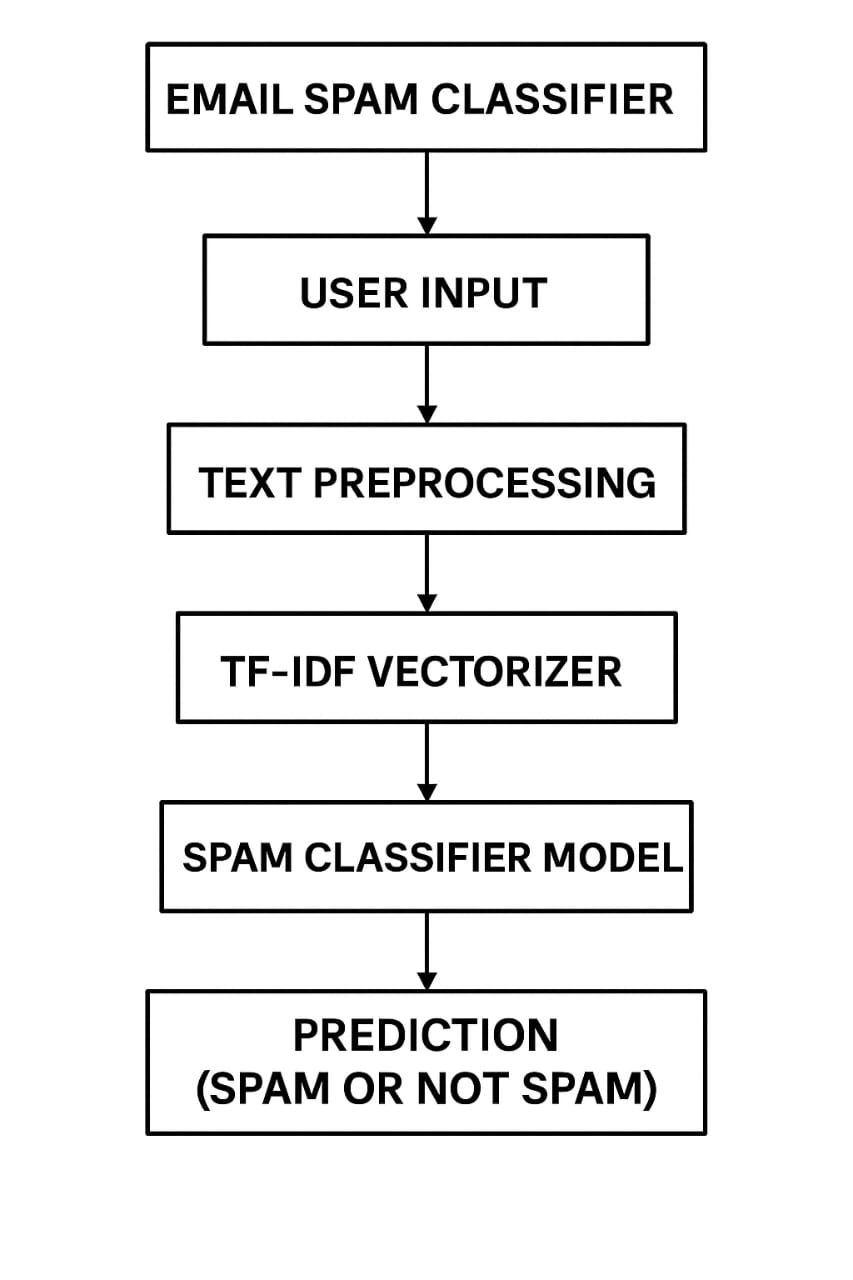 EMAIL SPAM CLASSIFIER
USER INPUT
TEXT PREPROCESSING
TF-IDF VECTORIZER
SPAM CLASSIFIER MODEL
PREDICTION
(SPAM OR NOT SPAM)